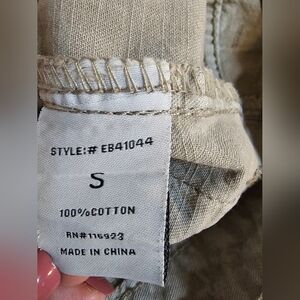 STYLE:# EB41044
S
100%COTTON
RN#116923
MADE IN CHINA